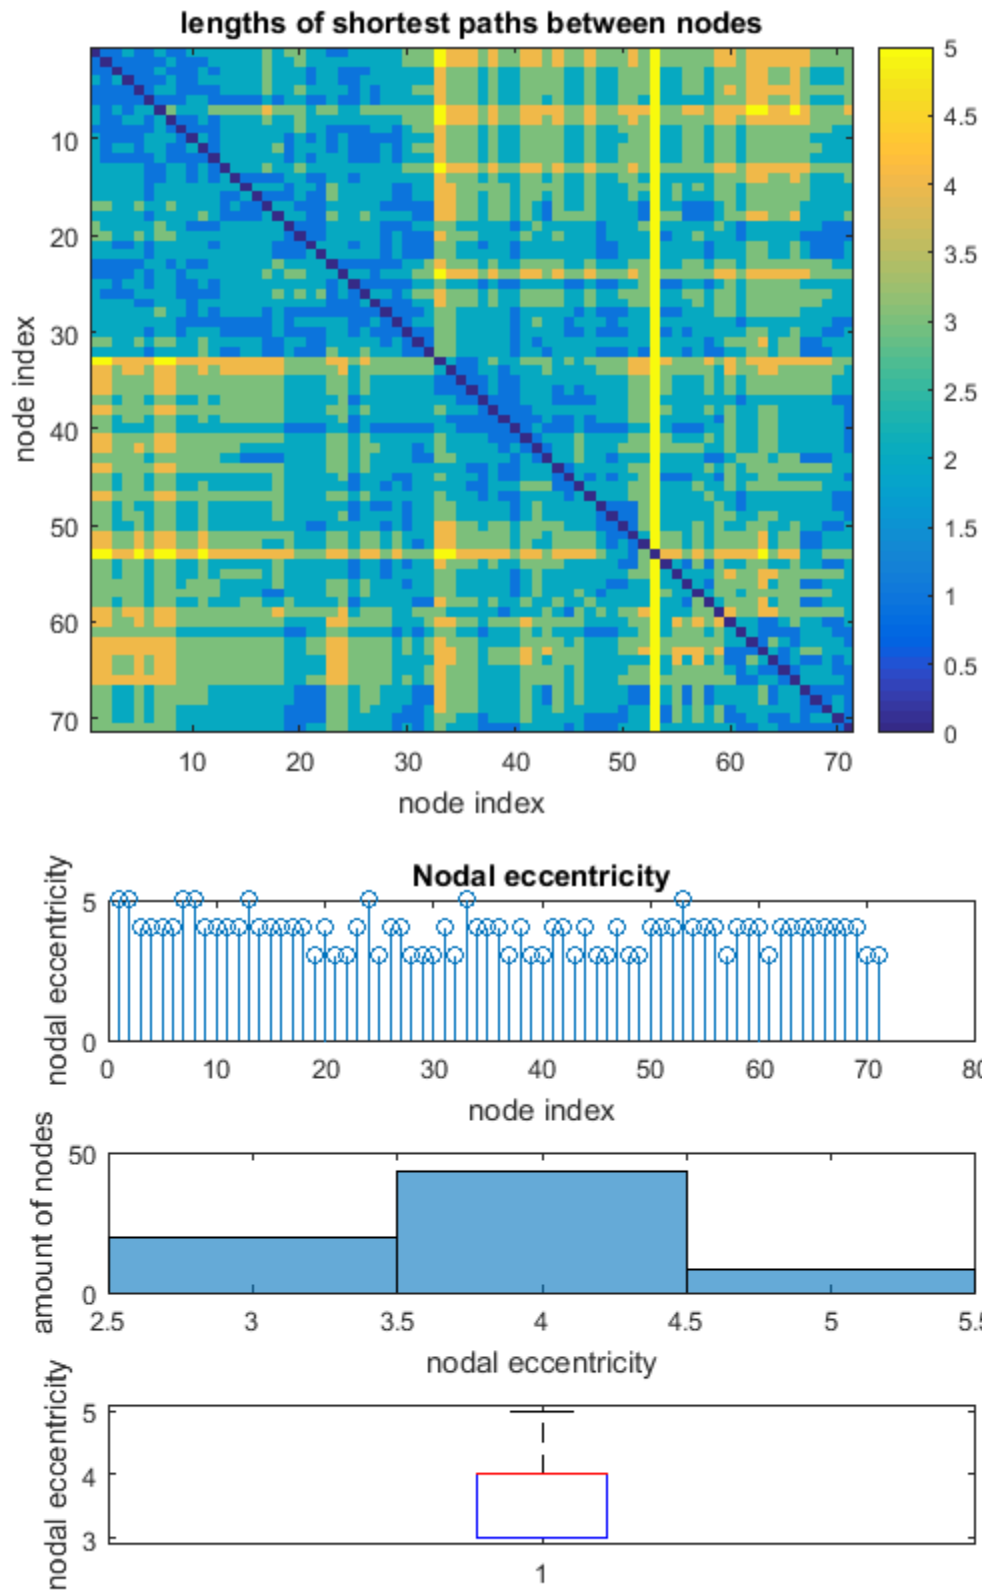 lengths of shortest paths between nodes
node index
10
20
30
40
50
60
70
10 20 30 40 50 60 70
node index
5
4.5
4
3.5
3
2.5
2
1.5
1
0.5
0
Nodal eccentricity
nodal eccentricity
5
0
0 10 20 30 40 50 60 70 80
node index
amount of nodes
50
0
2.5 3 3.5 4 4.5 5 5.5
nodal eccentricity
nodal eccentricity
5
4
3
1